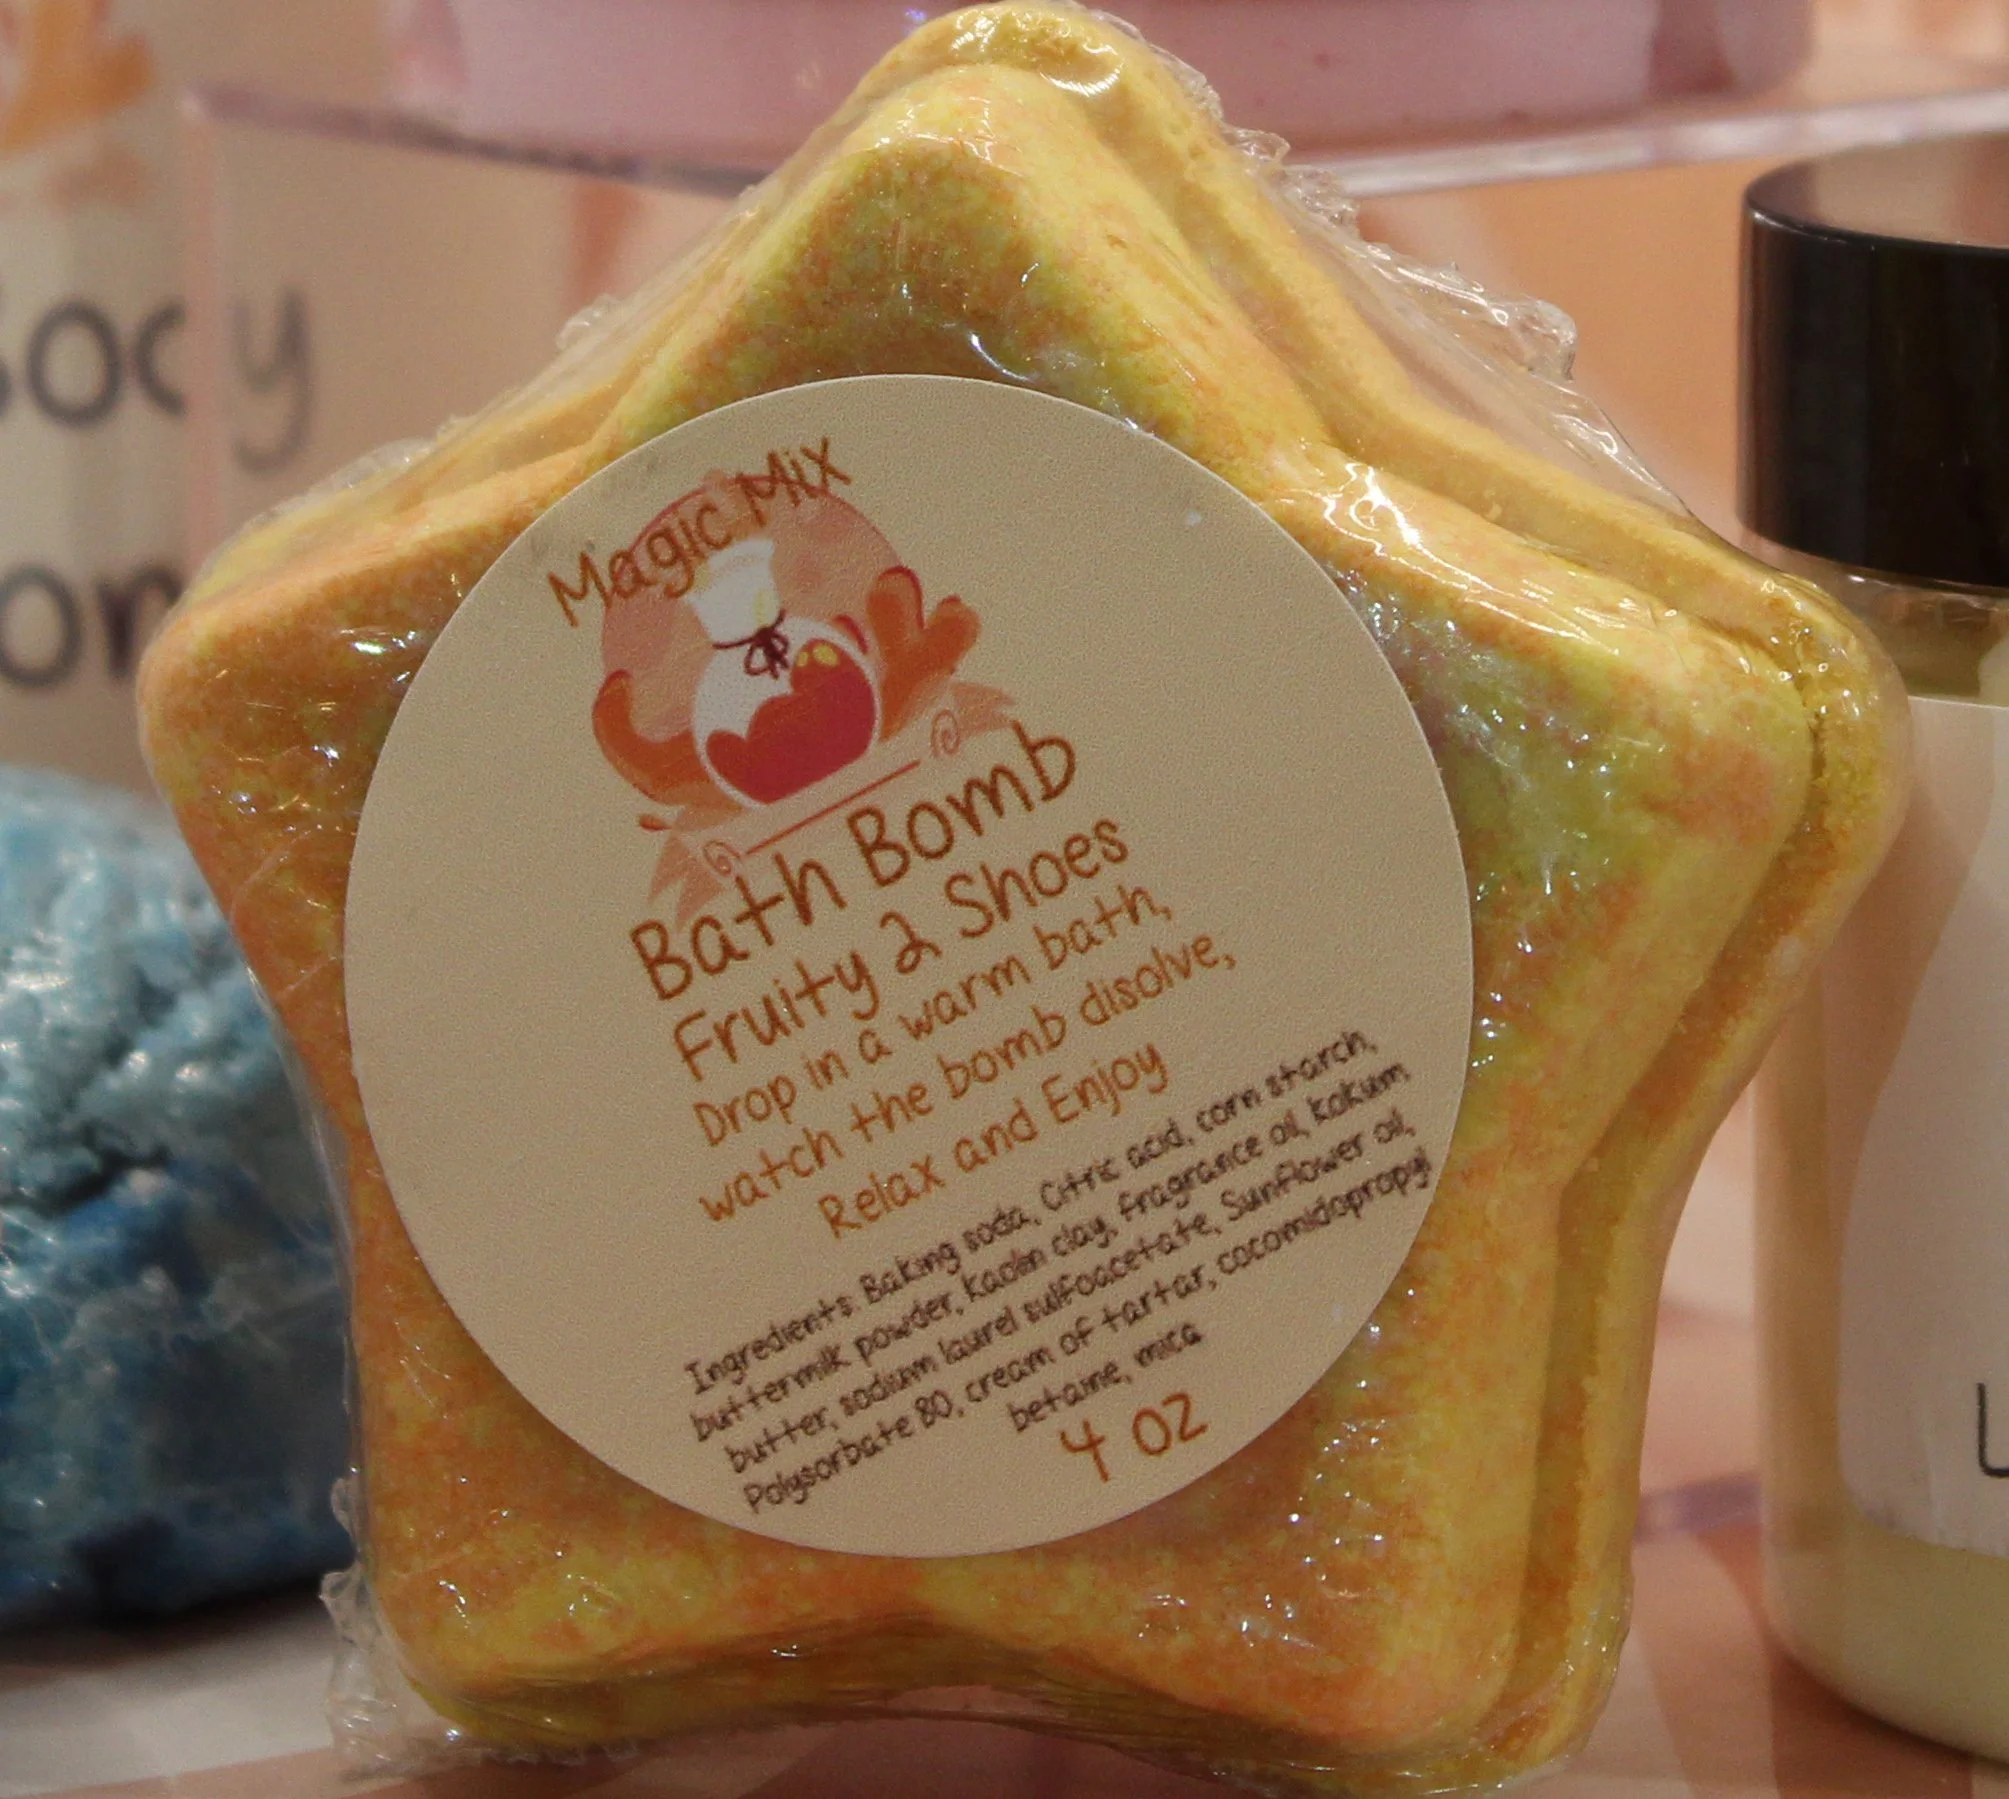 Body
Magic Mix
Bath Bomb
Fruity 2 Shoes
Drop in a warm bath,
watch the bomb disolve,
Relax and Enjoy
Ingredients: Baking soda, Citric acid, corn starch,
buttermilk powder, kaolin clay, fragrance oil, kokum
butter, sodium laurel sulfoacetate, Sunflower oil,
Polysorbate 80, cream of tartar, cocomidopropyl
betaine, mica
4 oz